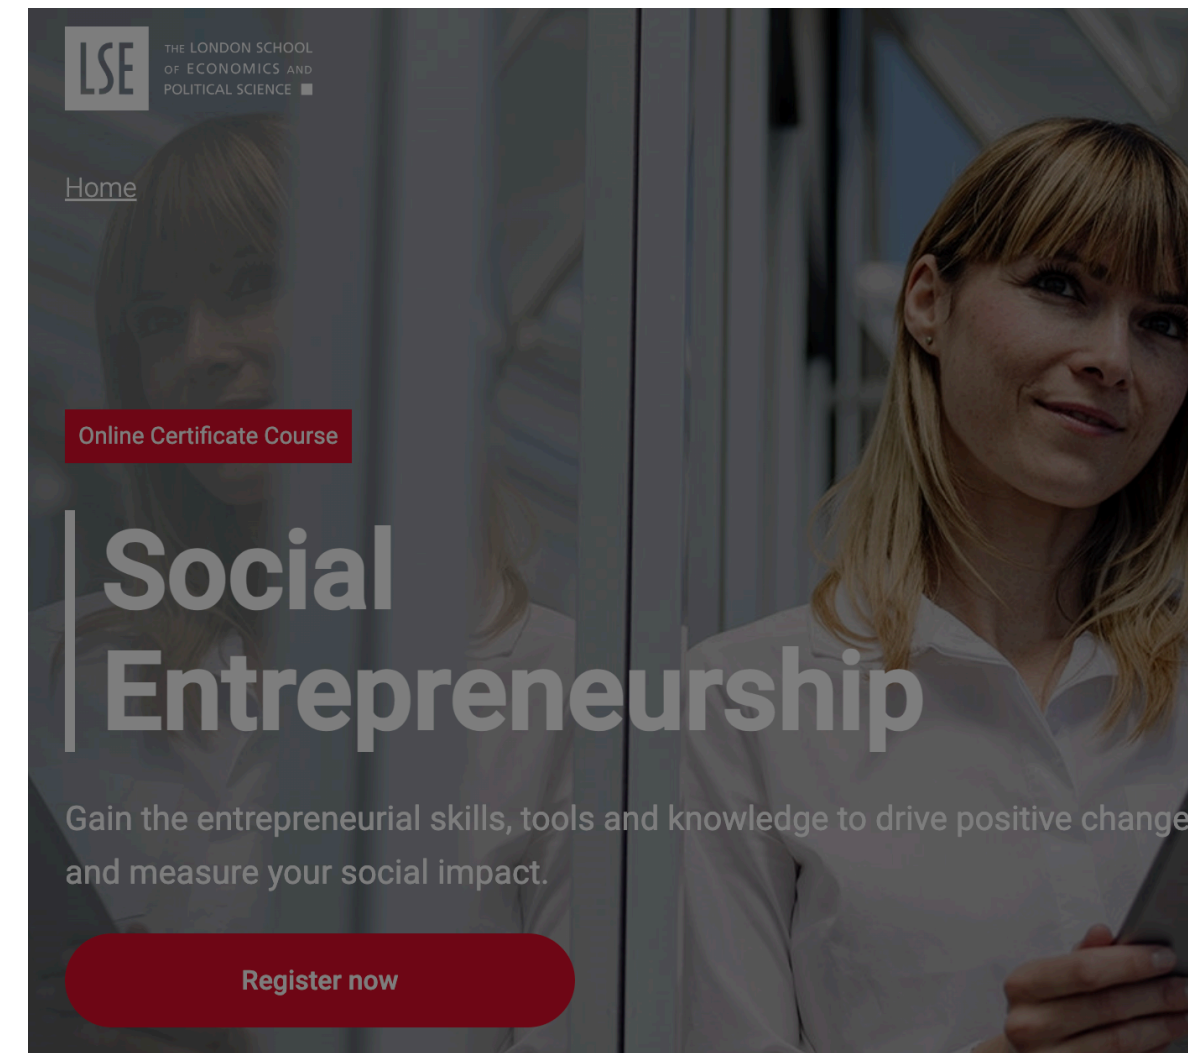 LSE
THE LONDON SCHOOL
OF ECONOMICS AND
POLITICAL SCIENCE
Home
Online Certificate Course
Social
Entrepreneurship
Gain the entrepreneurial skills, tools and knowledge to drive positive change
and measure your social impact.
Register now